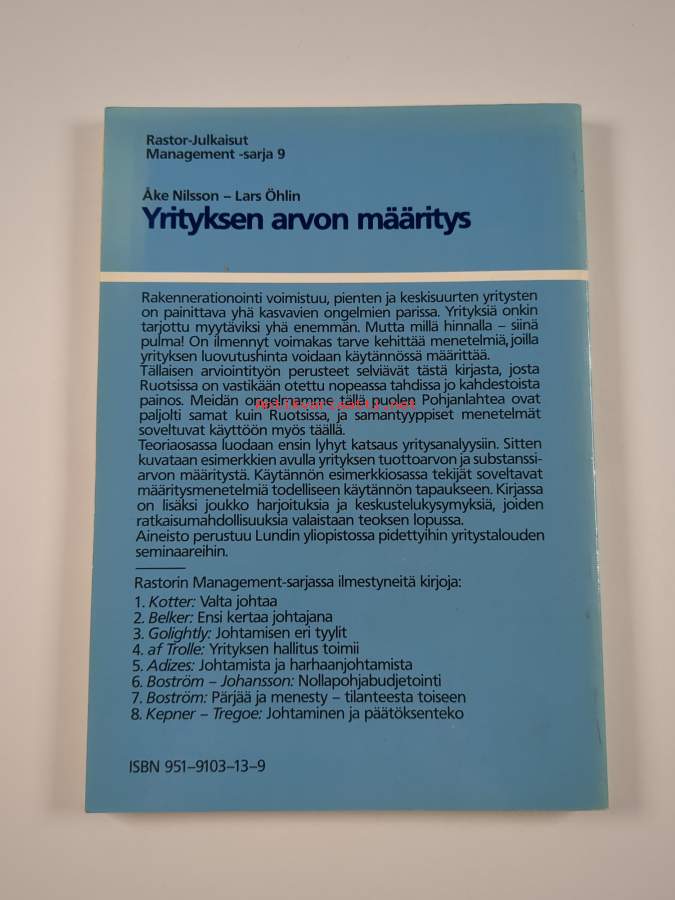 Rastor-Julkaisut
Management -sarja 9
Åke Nilsson – Lars Öhlin
Yrityksen arvon määritys
Rakennerationointi voimistuu, pienten ja keskisuurten yritysten
on painittava yhä kasvavien ongelmien parissa. Yrityksiä onkin
tarjottu myytäviksi yhä enemmän. Mutta millä hinnalla – siinä
pulma! On ilmennyt voimakas tarve kehittää menetelmiä, joilla
yrityksen luovutushinta voidaan käytännössä määrittää.
Tällaisen arviointityön perusteet selviävät tästä kirjasta, josta
Ruotsissa on vastikään otettu nopeassa tahdissa jo kahdestoista
painos. Meidän ongelmamme tällä puolen Pohjanlahtea ovat
Antikvariaatti.net
paljolti samat kuin Ruotsissa, ja samantyyppiset menetelmät
soveltuvat käyttöön myös täällä.
Teoriaosassa luodaan ensin lyhyt katsaus yritysanalyysiin. Sitten
kuvataan esimerkkien avulla yrityksen tuottoarvon ja substanssi-
arvon määritystä. Käytännön esimerkkiosassa tekijät soveltavat
määritysmenetelmiä todelliseen käytännön tapaukseen. Kirjassa
on lisäksi joukko harjoituksia ja keskustelukysymyksiä, joiden
ratkaisumahdollisuuksia valaistaan teoksen lopussa.
Aineisto perustuu Lundin yliopistossa pidettyihin yritystalouden
seminaareihin.
Rastorin Management-sarjassa ilmestyneitä kirjoja:
1. Kotter: Valta johtaa
2. Belker: Ensi kertaa johtajana
3. Golightly: Johtamisen eri tyylit
4. af Trolle: Yrityksen hallitus toimii
5. Adizes: Johtamista ja harhaanjohtamista
6. Boström – Johansson: Nollapohjabudjetointi
7. Boström: Pärjää ja menesty – tilanteesta toiseen
8. Kepner – Tregoe: Johtaminen ja päätöksenteko
ISBN 951–9103–13–9